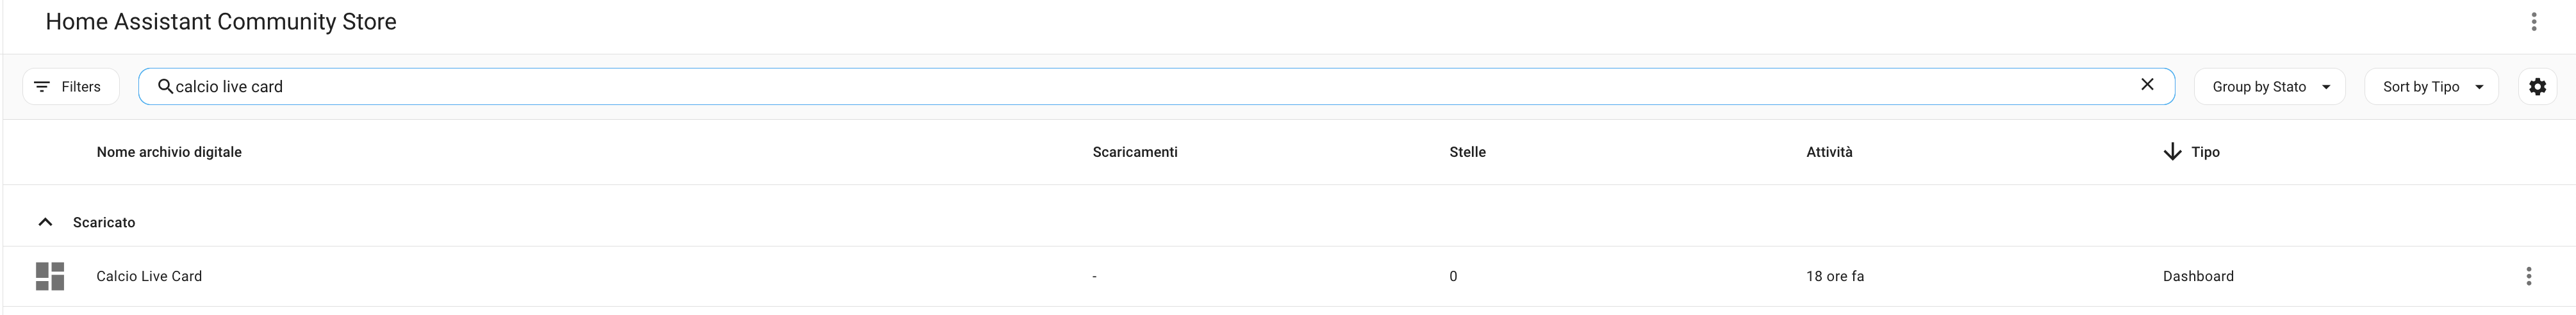 Home Assistant Community Store
Filters calcio live card Group by Stato Sort by Tipo
Nome archivio digitale Scaricamenti Stelle Attività Tipo
Scaricato
Calcio Live Card - 0 18 ore fa Dashboard